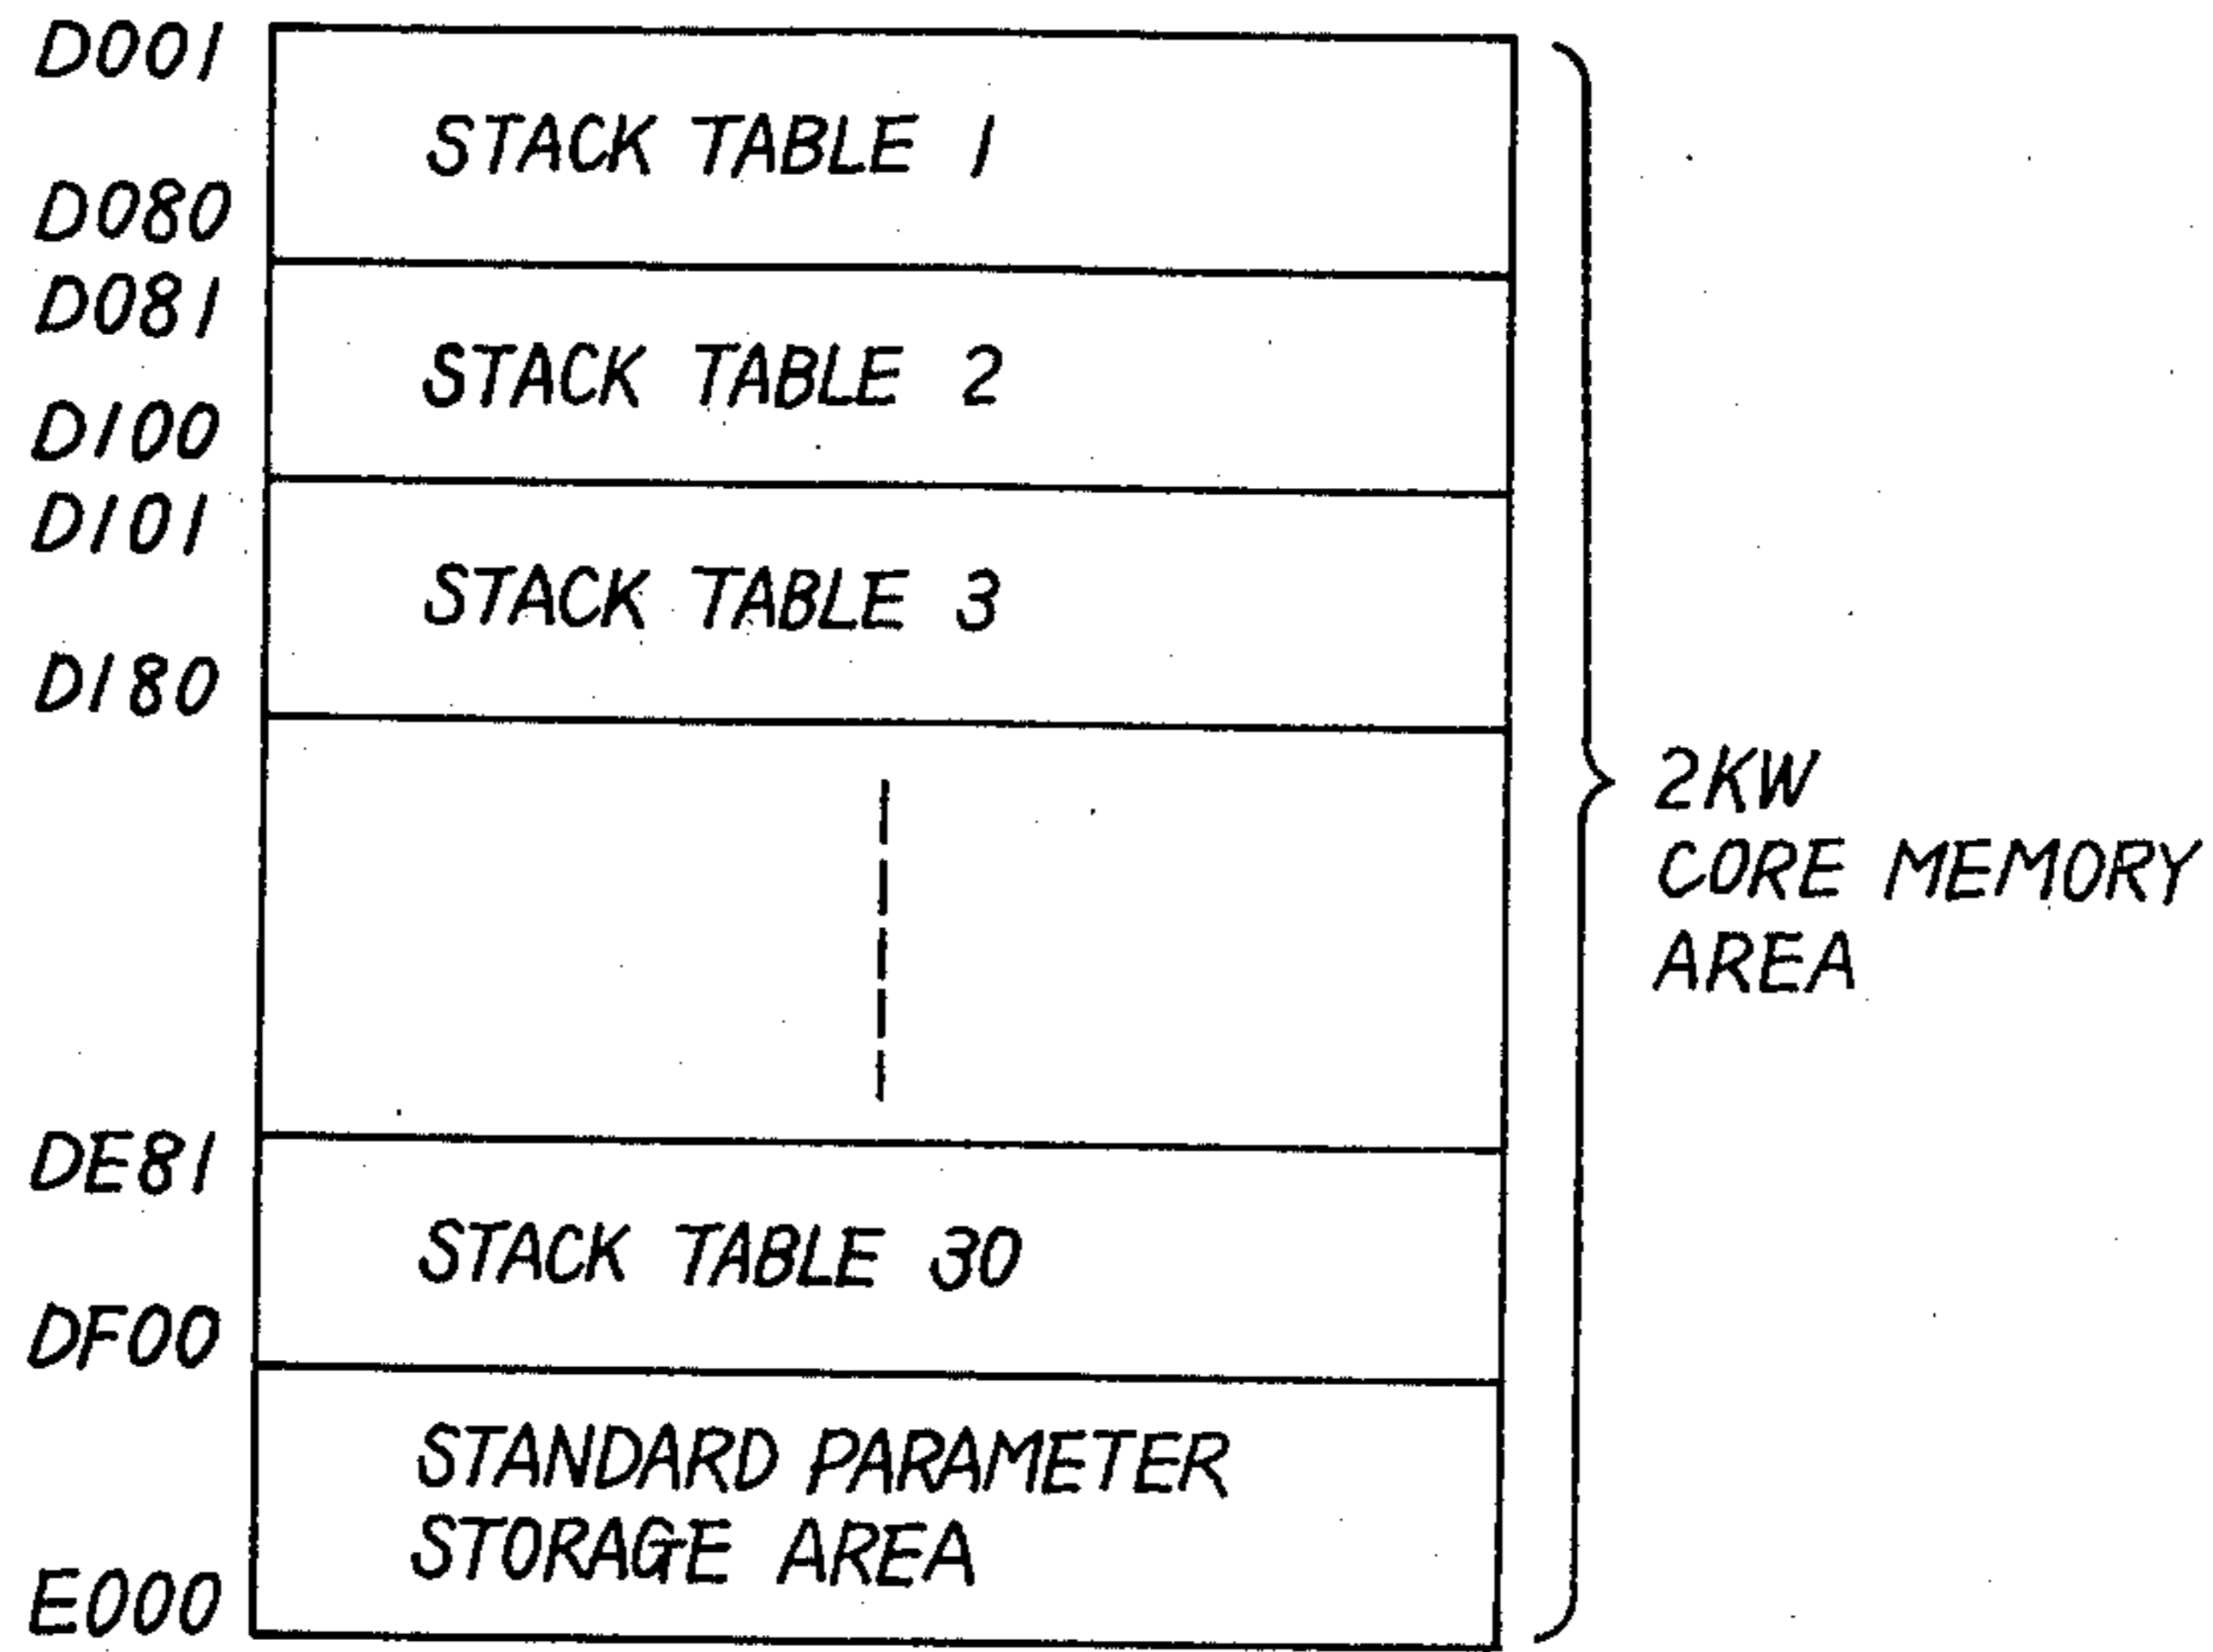 D001
STACK TABLE 1
D080
D081
STACK TABLE 2
D100
D101
STACK TABLE 3
D180
2KW
CORE MEMORY
AREA
DE81
STACK TABLE 30
DF00
STANDARD PARAMETER
STORAGE AREA
E000